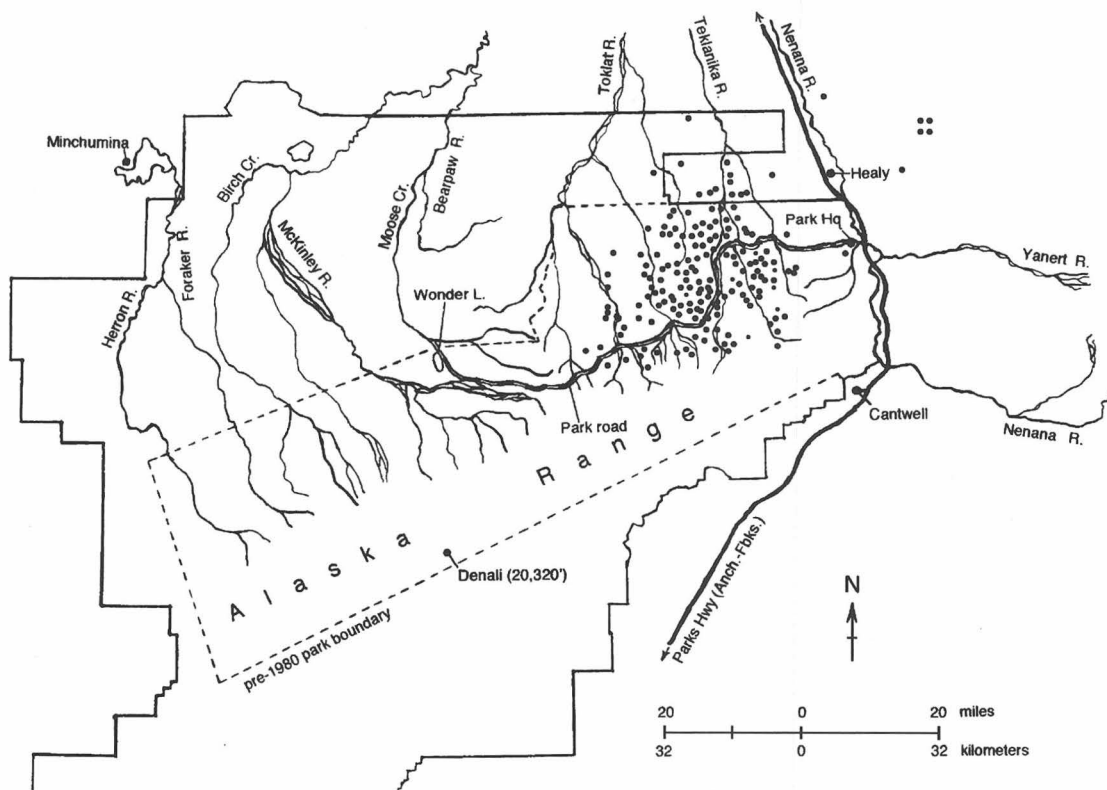 Minchumina
Birch Cr.
Foraker R.
Herron R.
McKinley R.
Moose Cr.
Bearpaw R.
Toklat R.
Teklanika R.
Nenana R.
Healy
Park Hq
Yanert R.
Wonder L.
Park road
Cantwell
Nenana R.
Alaska Range
Denali (20,320')
pre-1980 park boundary
Parks Hwy (Anch.-Fbks.)
N
20 0 20 miles
32 0 32 kilometers